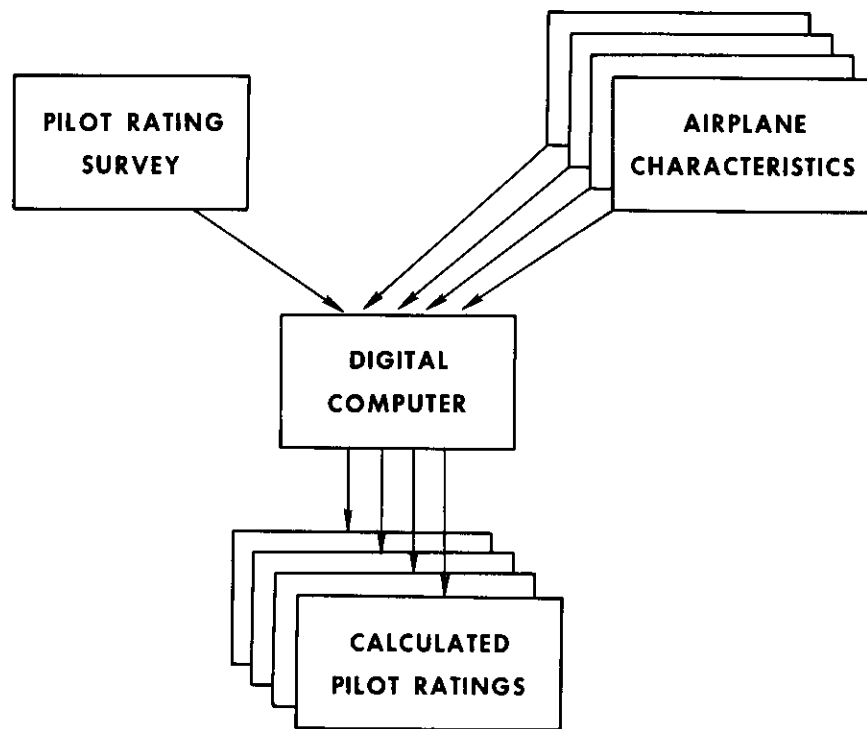 PILOT RATING
SURVEY
AIRPLANE
CHARACTERISTICS
DIGITAL
COMPUTER
CALCULATED
PILOT RATINGS